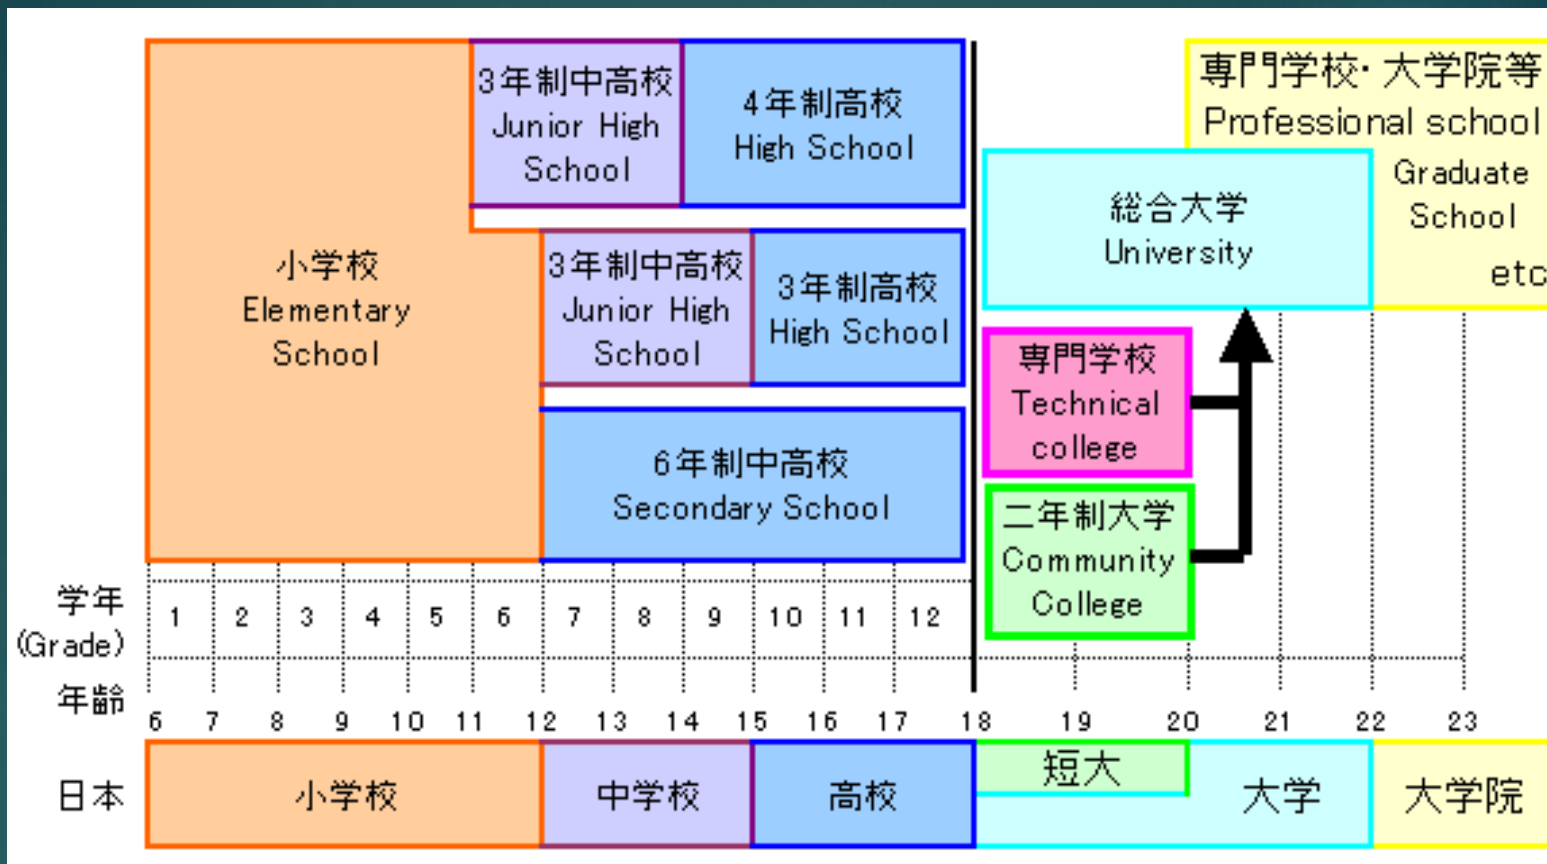 3年制中高校
Junior High
School
4年制高校
High School
専門学校・大学院等
Professional school
Graduate
School
etc
総合大学
University
小学校
Elementary
School
3年制中高校
Junior High
School
3年制高校
High School
専門学校
Technical
college
6年制中高校
Secondary School
二年制大学
Community
College
学年
(Grade)
1 2 3 4 5 6 7 8 9 10 11 12
年齢
6 7 8 9 10 11 12 13 14 15 16 17 18 19 20 21 22 23
日本
小学校
中学校
高校
短大
大学
大学院